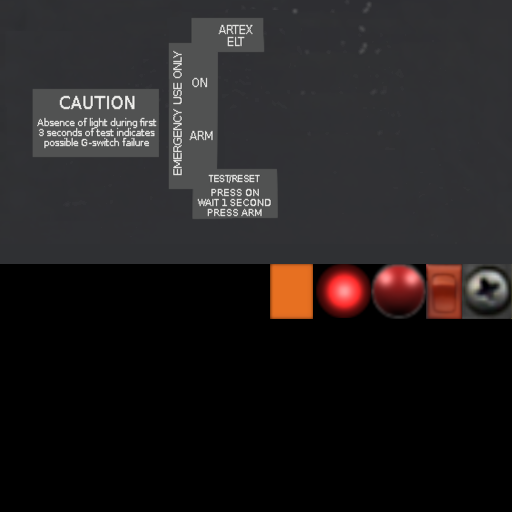 ARTEX
ELT
EMERGENCY USE ONLY
ON
CAUTION
Absence of light during first
3 seconds of test indicates
possible G-switch failure
ARM
TEST/RESET
PRESS ON
WAIT 1 SECOND
PRESS ARM